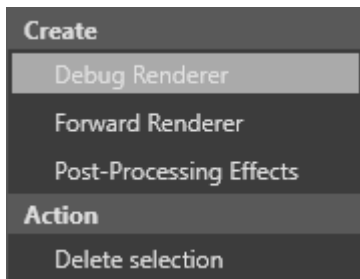 Create
Debug Renderer
Forward Renderer
Post-Processing Effects
Action
Delete selection